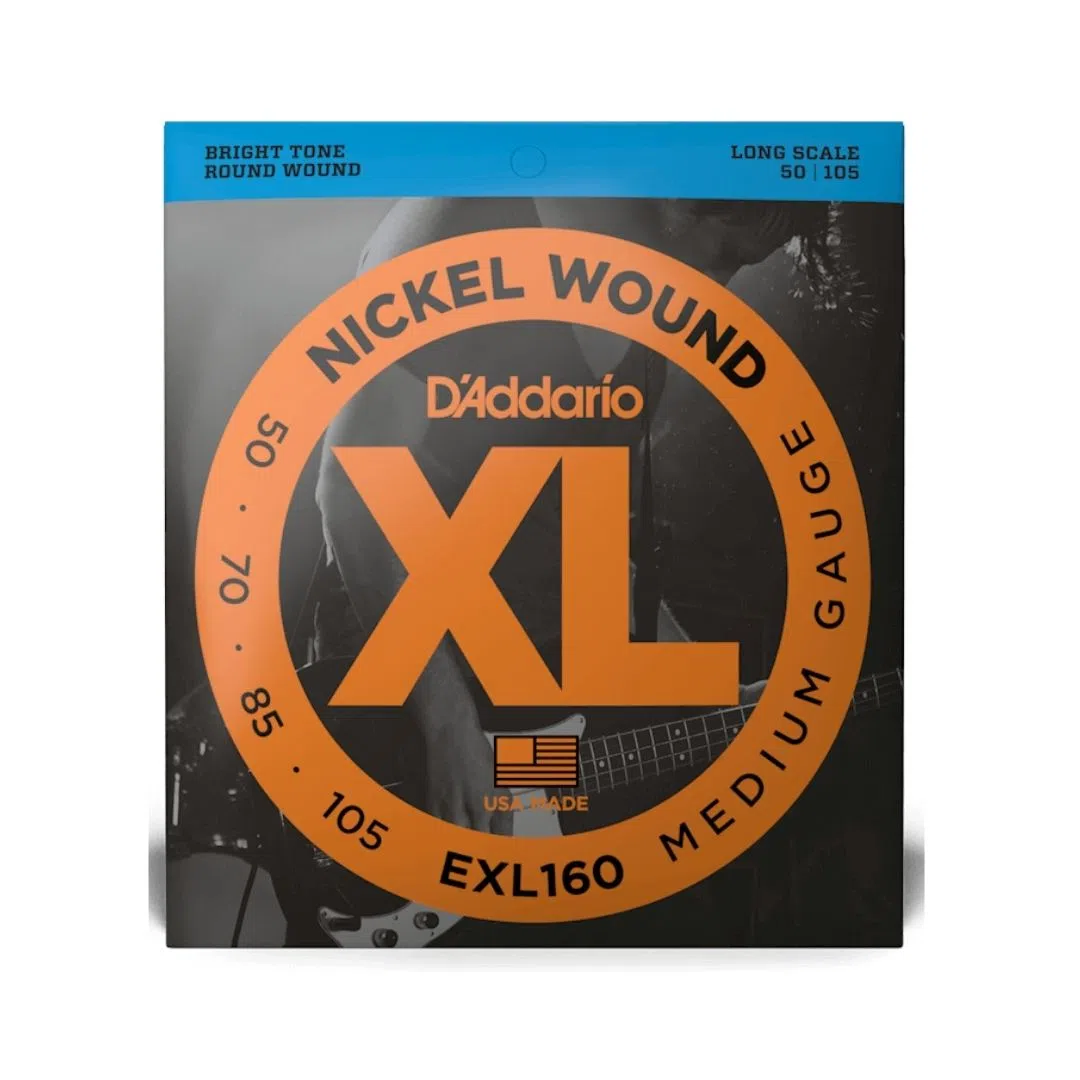 BRIGHT TONE
ROUND WOUND
LONG SCALE
50 | 105
NICKEL WOUND
D'Addario
XL
USA MADE
50 · 70 · 85 · 105
EXL160
MEDIUM GAUGE